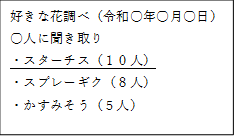 好きな花調べ（令和〇年〇月〇日）
〇人に聞き取り
・スターチス（１０人）
・スプレーギク（８人）
・かすみそう（５人）